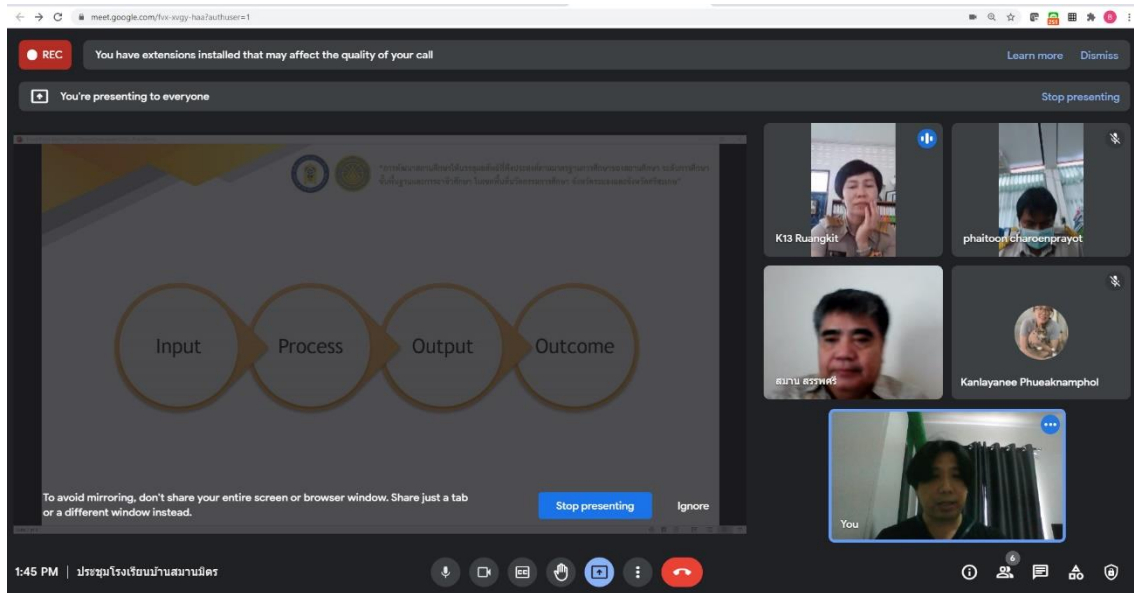 meet.google.com/fvx-xvgy-haa?authuser=1
REC
You have extensions installed that may affect the quality of your call
Learn more
Dismiss
You're presenting to everyone
Stop presenting
Input
Process
Output
Outcome
To avoid mirroring, don't share your entire screen or browser window. Share just a tab
or a different window instead.
Stop presenting
Ignore
K13 Ruangkit
phaitoon charoenprayot
สมาน สรรพศรี
Kanlayanee Phueaknamphol
You
1:45 PM | ประชุมโรงเรียนบ้านสมานมิตร
6